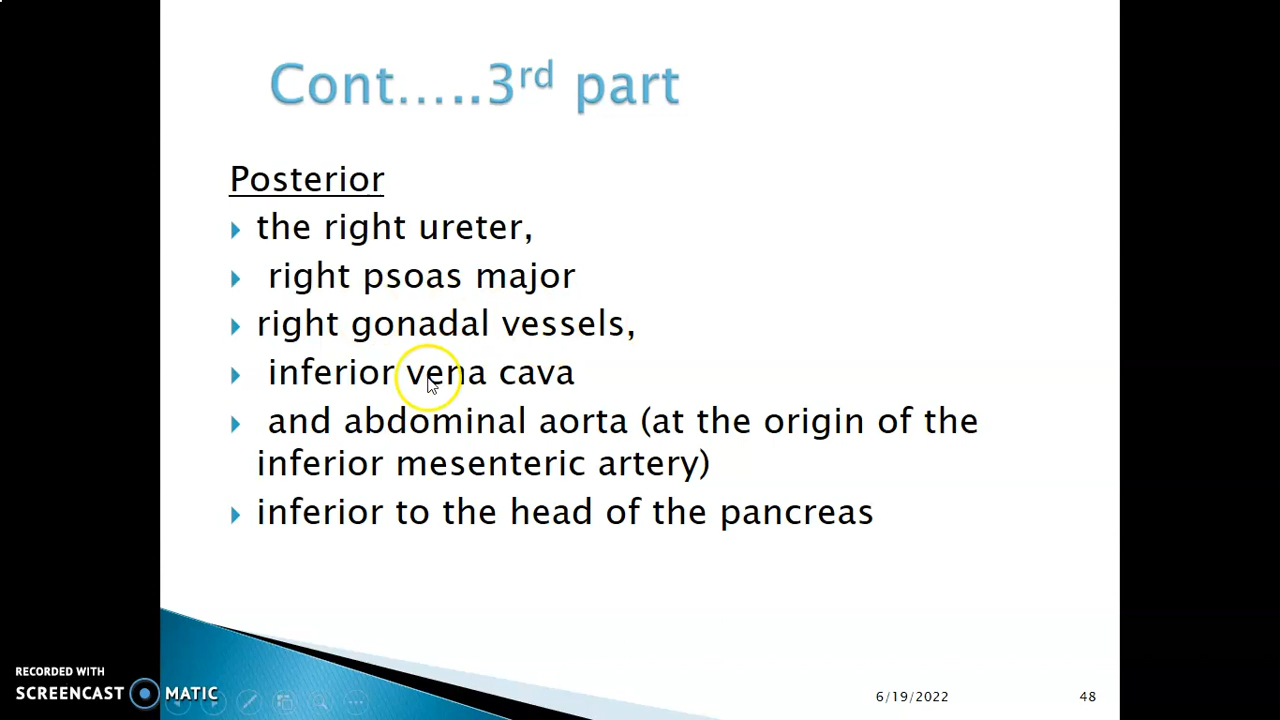 Cont…..3rd part
Posterior
the right ureter,
right psoas major
right gonadal vessels,
inferior vena cava
and abdominal aorta (at the origin of the
inferior mesenteric artery)
inferior to the head of the pancreas
RECORDED WITH
SCREENCAST MATIC
6/19/2022
48